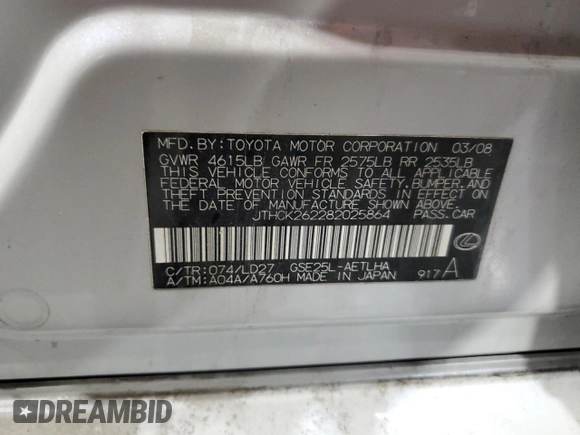 MFD. BY: TOYOTA MOTOR CORPORATION 03/08
GVWR 4615LB GAWR FR 2575LB RR 2535LB
THIS VEHICLE CONFORMS TO ALL APPLICABLE
FEDERAL MOTOR VEHICLE SAFETY, BUMPER, AND
THEFT PREVENTION STANDARDS IN EFFECT ON
THE DATE OF MANUFACTURE SHOWN ABOVE.
JTHCK262282025864 PASS. CAR
C/TR: 074/LD27 GSE25L-AETLHA
A/TM: A04A/A760H MADE IN JAPAN 917 A
DREAMBID